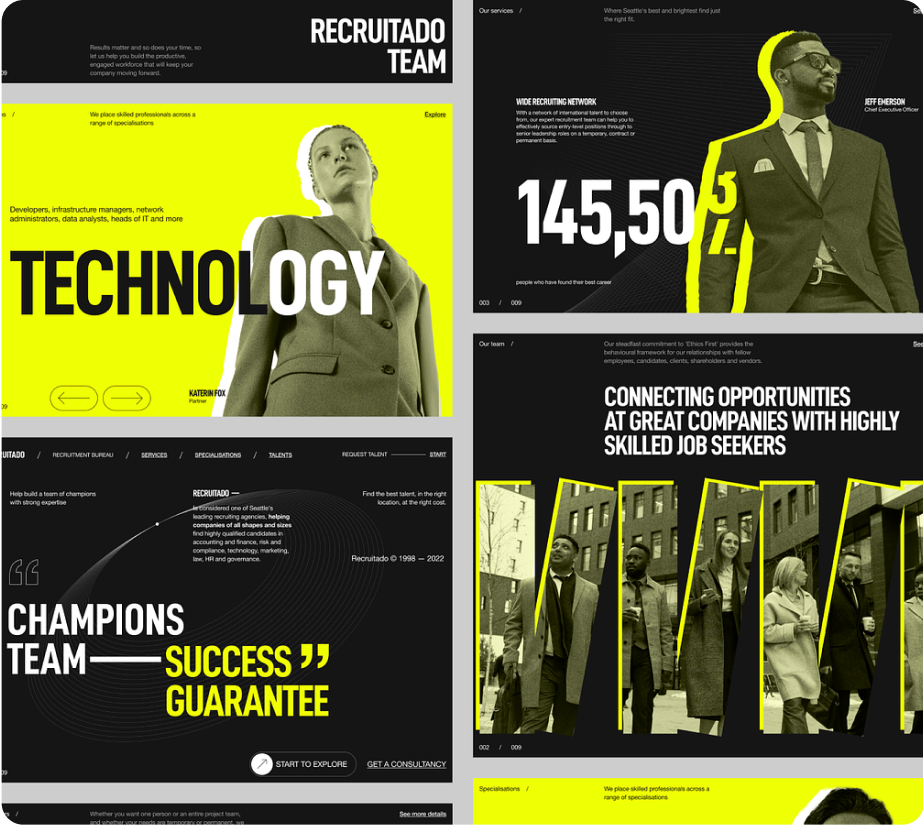 RECRUITADO
TEAM
Results matter and so does your time, so
let us help you build the productive,
engaged workforce that will keep your
company moving forward.
09
/
We place skilled professionals across a
range of specialisations
Explore
Developers, infrastructure managers, network
administrators, data analysts, heads of IT and more
TECHNOLOGY
KATERIN FOX
Partner
09
RUITADO / RECRUITMENT BUREAU / SERVICES / SPECIALISATIONS / TALENTS
REQUEST TALENT START
Help build a team of champions
with strong expertise
RECRUITADO —
is considered one of Seattle's
leading recruiting agencies, helping
companies of all shapes and sizes
find highly qualified candidates in
accounting and finance, risk and
compliance, technology, marketing,
law, HR and governance.
Find the best talent, in the right
location, at the right cost.
Recruitado © 1998 — 2022
“
CHAMPIONS
TEAM — SUCCESS ”
GUARANTEE
START TO EXPLORE
GET A CONSULTANCY
09
/
Whether you want one person or an entire project team,
and whether your needs are temporary or permanent, we
See more details
Our services /
Where Seattle's best and brightest find just
the right fit.
Se
WIDE RECRUITING NETWORK
With a network of international talent to choose
from, our expert recruitment team can help you to
effectively source entry-level positions through to
senior leadership roles on a temporary, contract or
permanent basis.
JEFF EMERSON
Chief Executive Officer
145,50
people who have found their best career
003 / 009
Our team /
Our steadfast commitment to 'Ethics First' provides the
behavioural framework for our relationships with fellow
employees, candidates, clients, shareholders and vendors.
See
CONNECTING OPPORTUNITIES
AT GREAT COMPANIES WITH HIGHLY
SKILLED JOB SEEKERS
002 / 009
Specialisations /
We place skilled professionals across a
range of specialisations